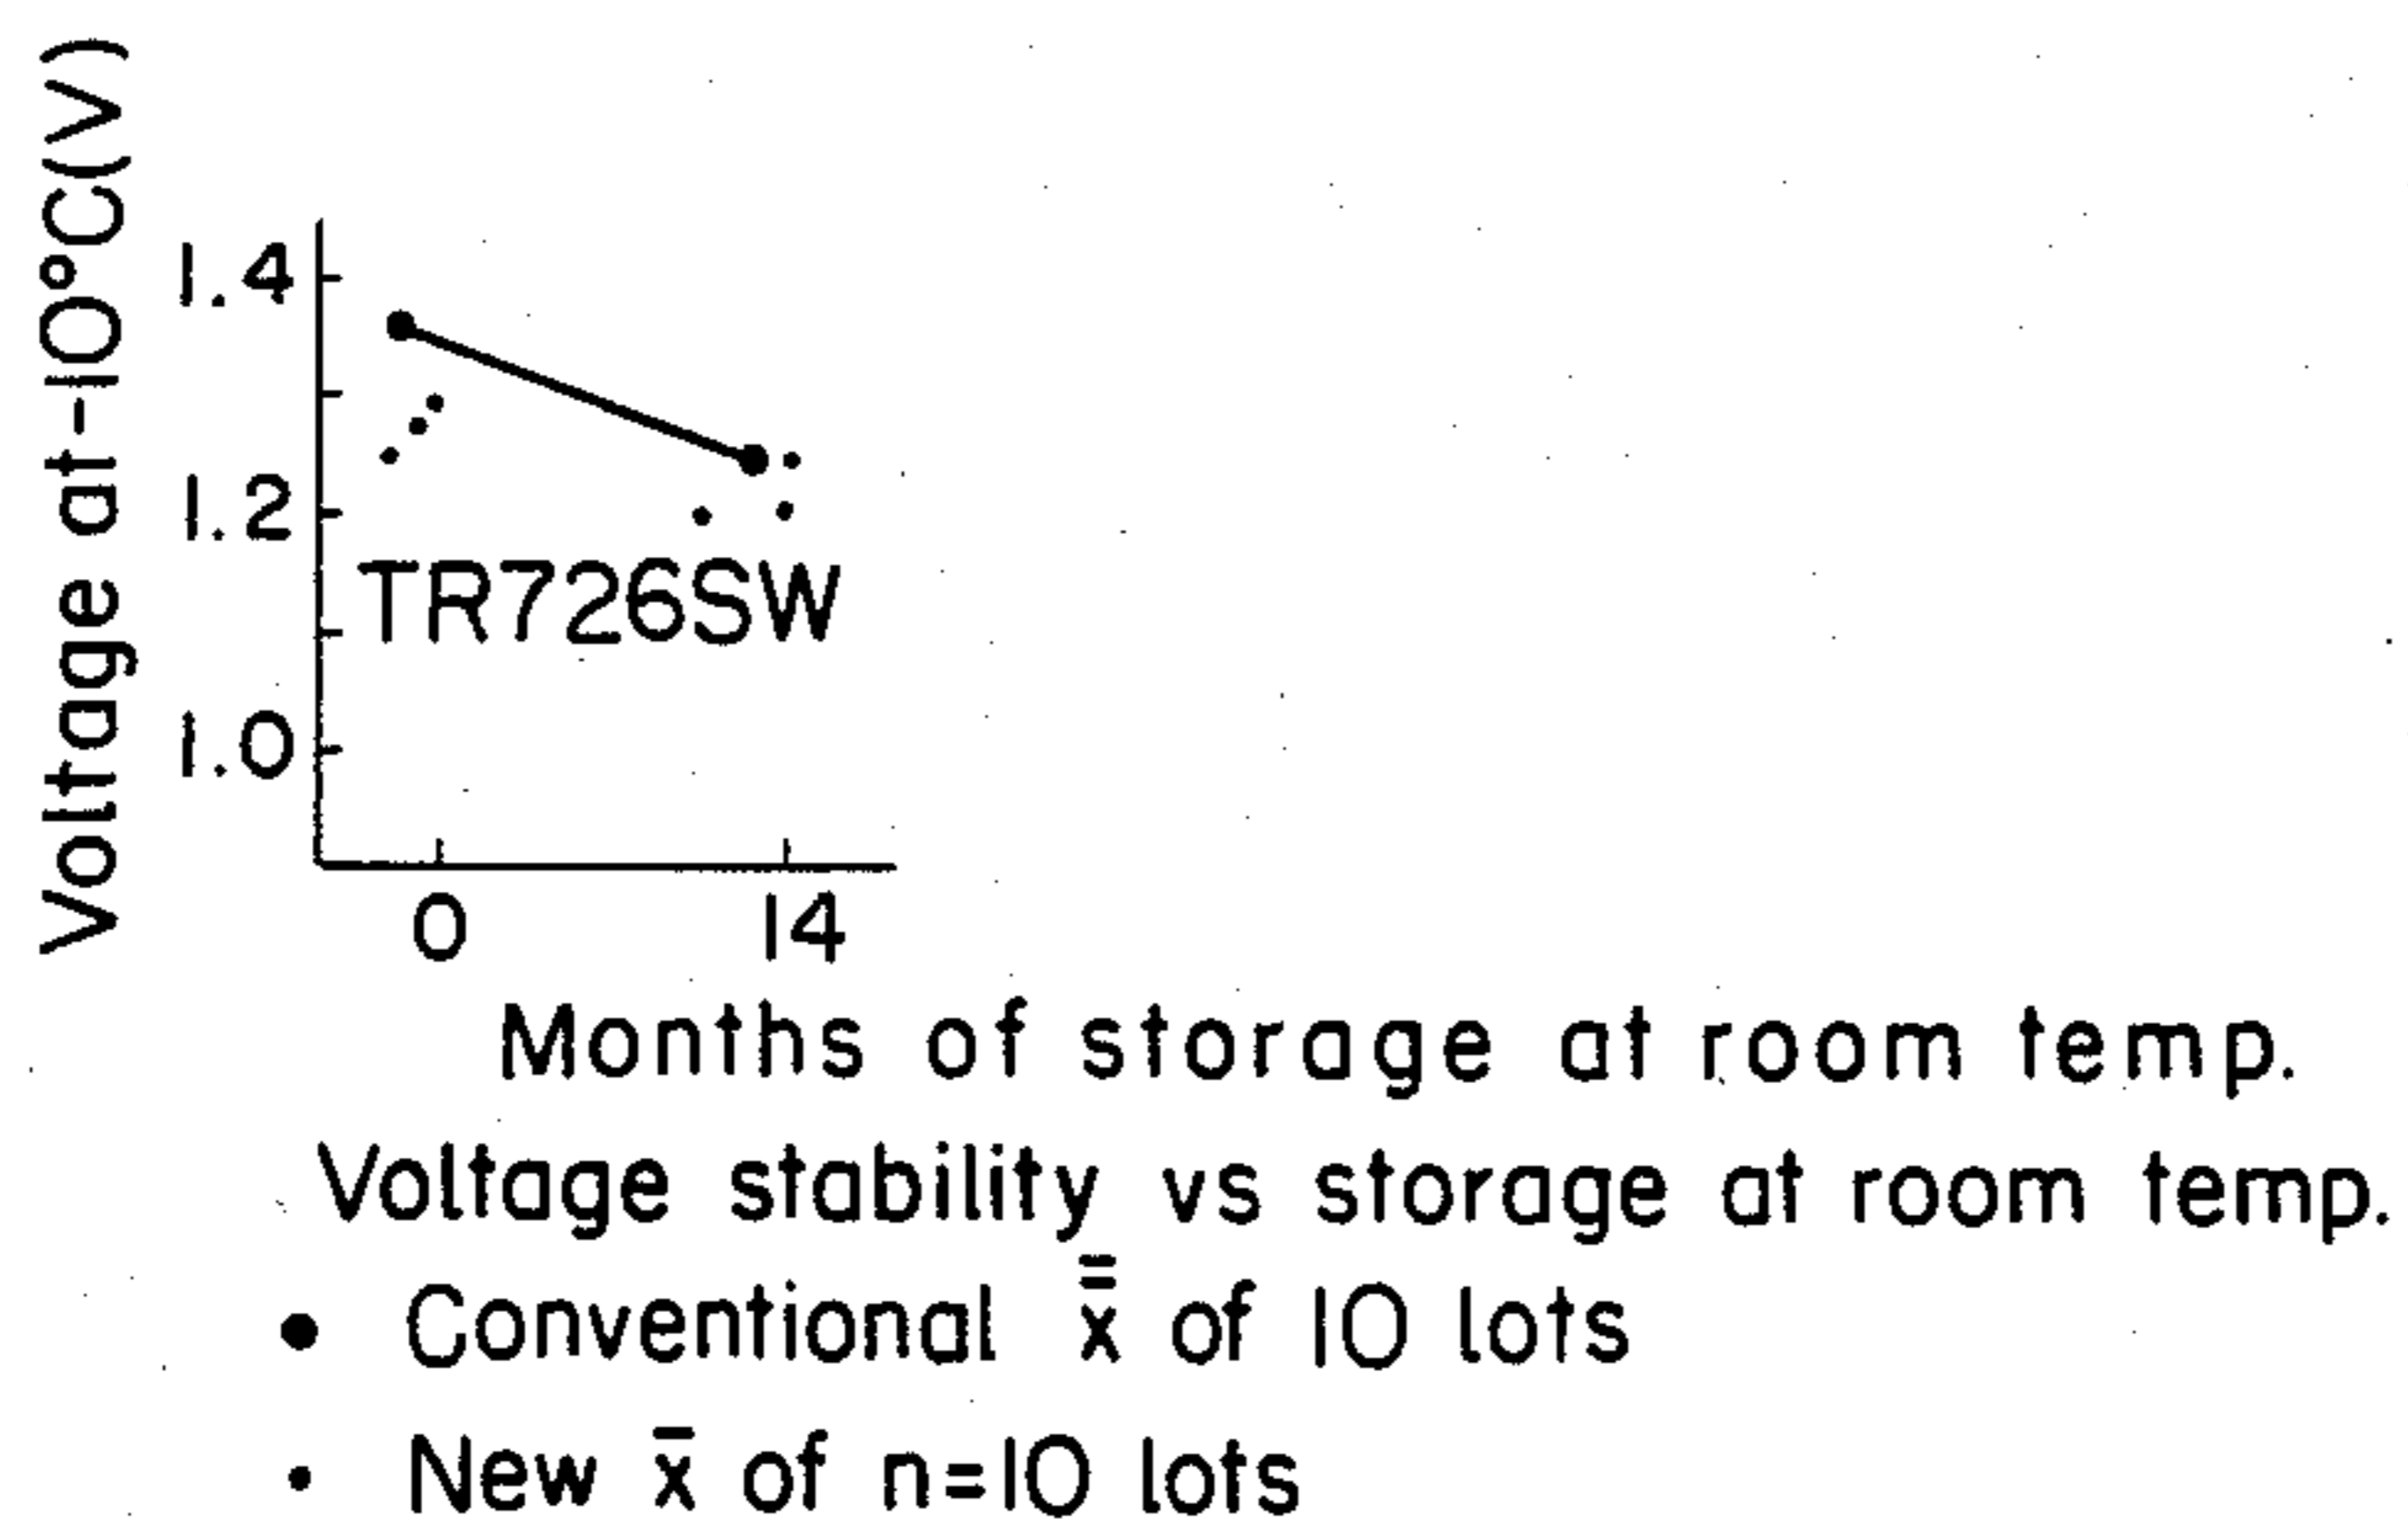 Voltage at-10°C(V)
1.4
1.2
1.0
TR726SW
0 14
Months of storage at room temp.
Voltage stability vs storage at room temp.
● Conventional x̿ of 10 lots
• New x̄ of n=10 lots